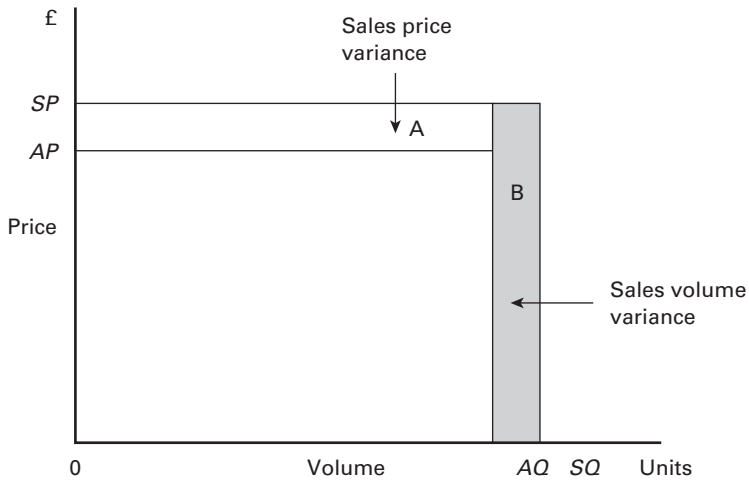 £
Sales price
variance
SP
A
AP
B
Price
Sales volume
variance
0 Volume AQ SQ Units